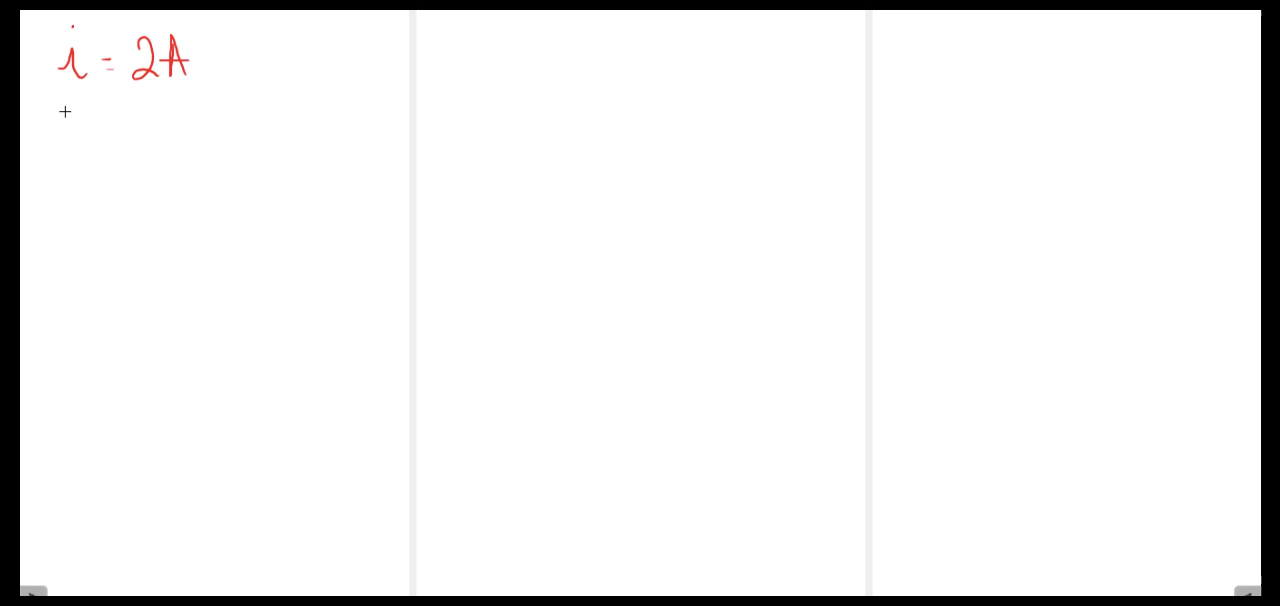 i = 2A